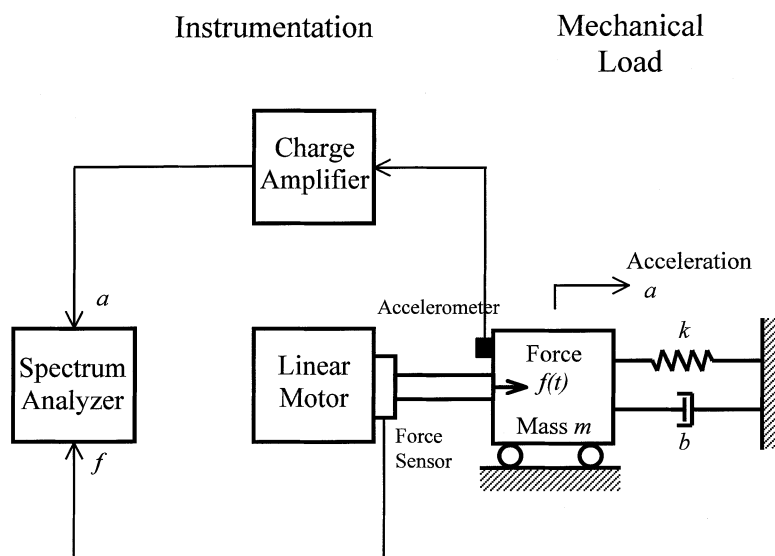 Instrumentation
Mechanical
Load
Charge
Amplifier
Acceleration
a
a
Accelerometer
k
Spectrum
Analyzer
Linear
Motor
Force
f(t)
Mass m
b
Force
Sensor
f